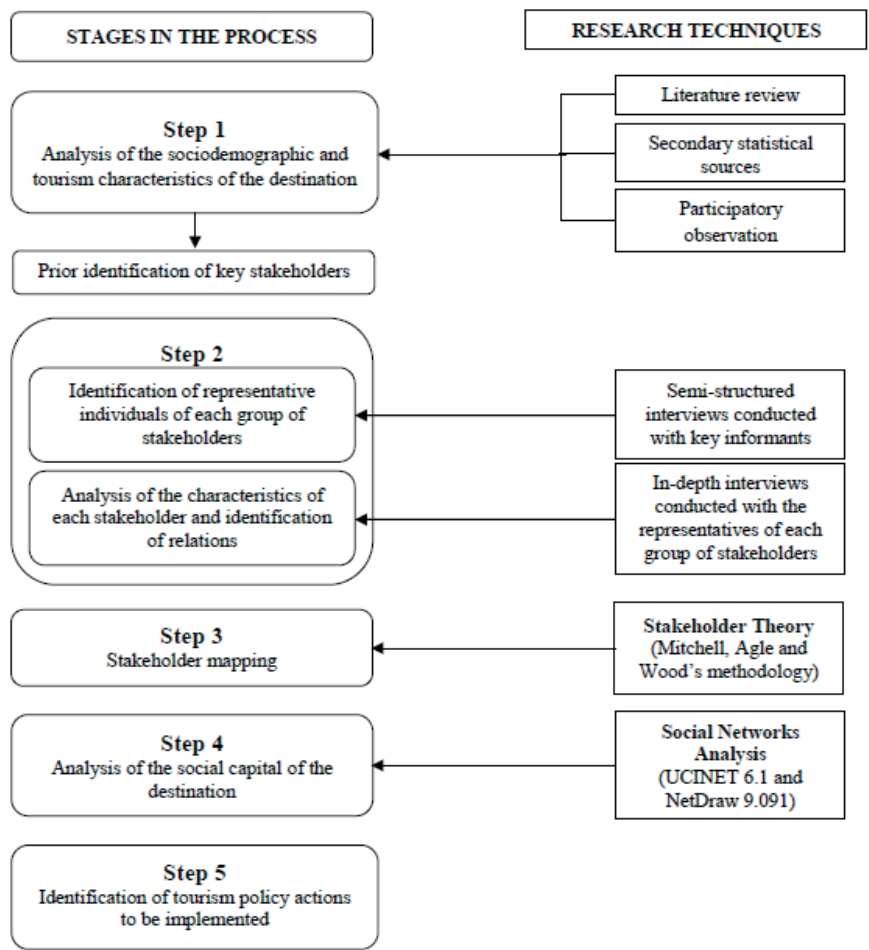 STAGES IN THE PROCESS
RESEARCH TECHNIQUES
Step 1
Analysis of the sociodemographic and
tourism characteristics of the destination
Literature review
Secondary statistical
sources
Participatory
observation
Prior identification of key stakeholders
Step 2
Identification of representative
individuals of each group of
stakeholders
Semi-structured
interviews conducted
with key informants
Analysis of the characteristics of
each stakeholder and identification
of relations
In-depth interviews
conducted with the
representatives of each
group of stakeholders
Step 3
Stakeholder mapping
Stakeholder Theory
(Mitchell, Agle and
Wood’s methodology)
Step 4
Analysis of the social capital of the
destination
Social Networks
Analysis
(UCINET 6.1 and
NetDraw 9.091)
Step 5
Identification of tourism policy actions
to be implemented